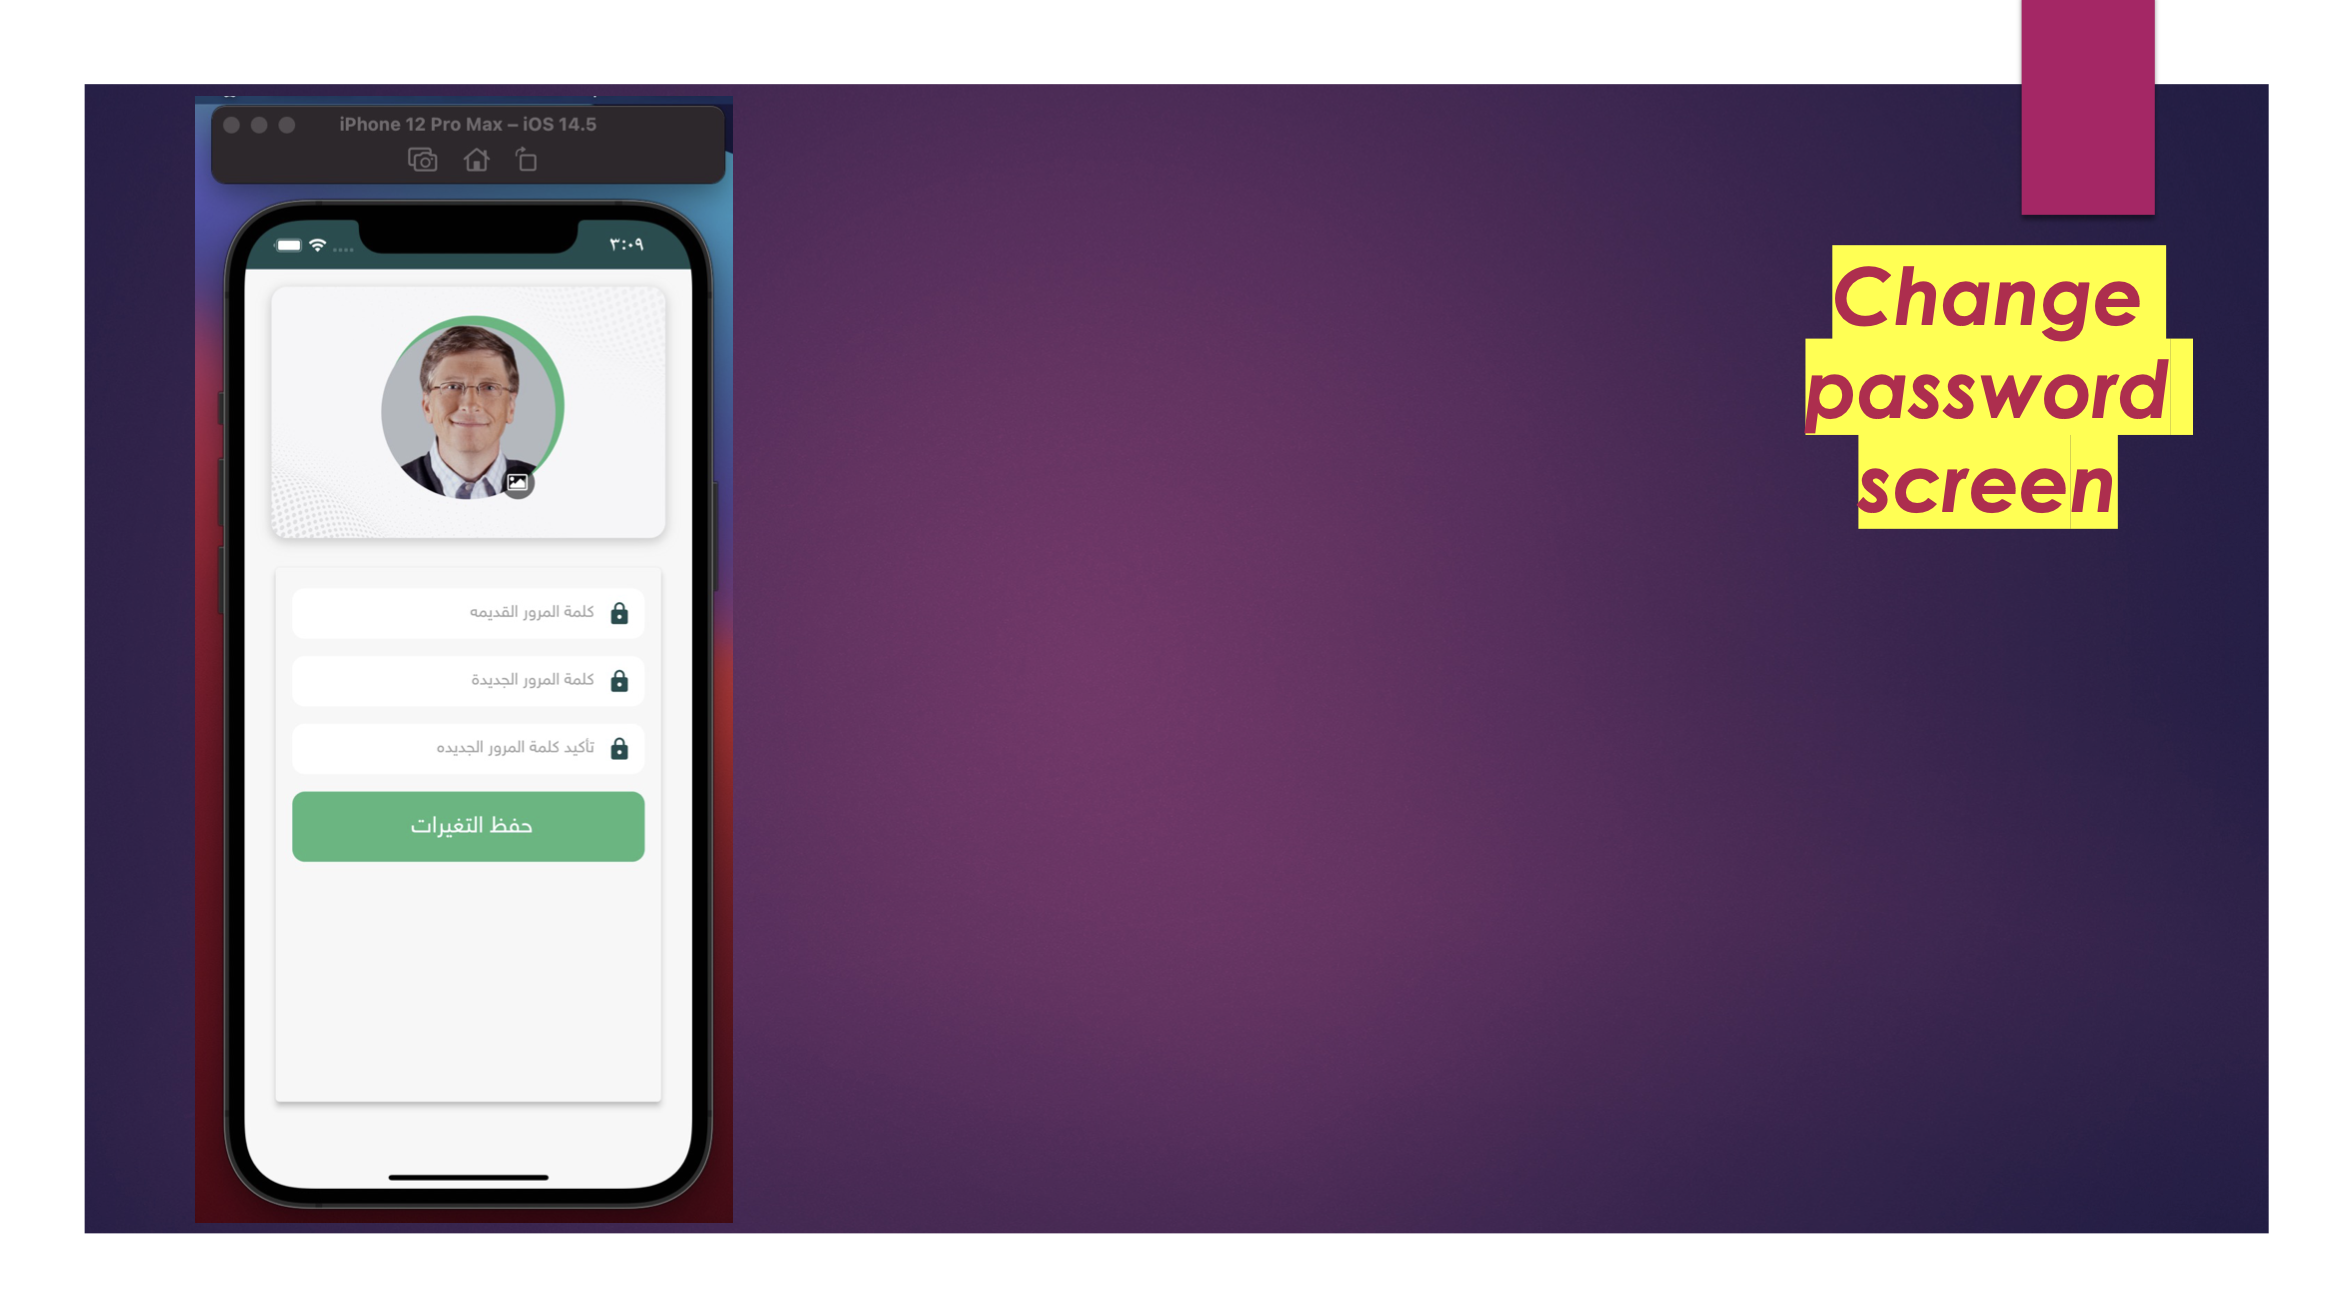 iPhone 12 Pro Max – iOS 14.5
٣:٠٩
كلمة المرور القديمه
كلمة المرور الجديدة
تأكيد كلمة المرور الجديده
حفظ التغيرات
Change
password
screen